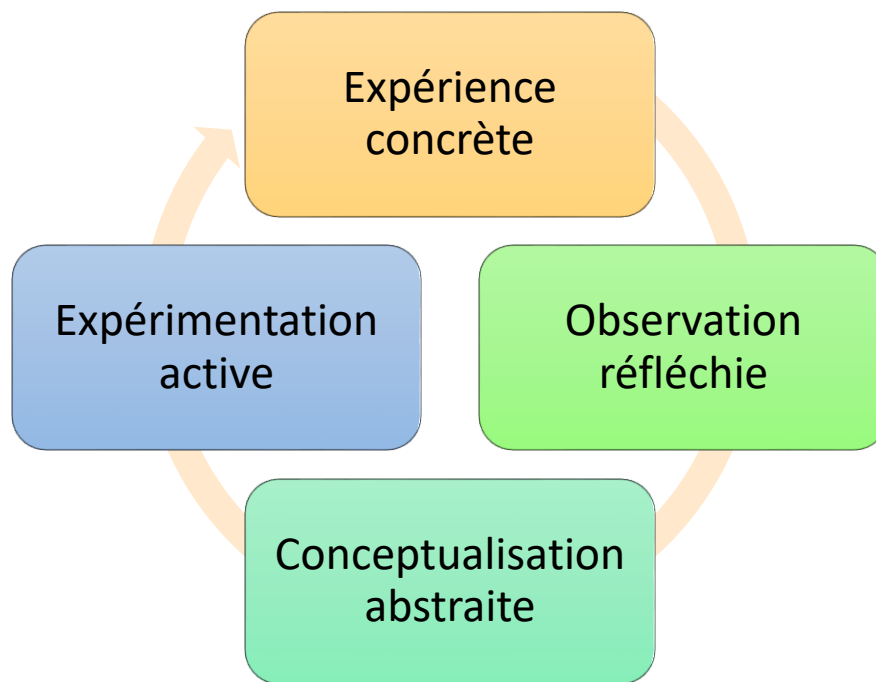 Expérience
concrète
Observation
réfléchie
Conceptualisation
abstraite
Expérimentation
active